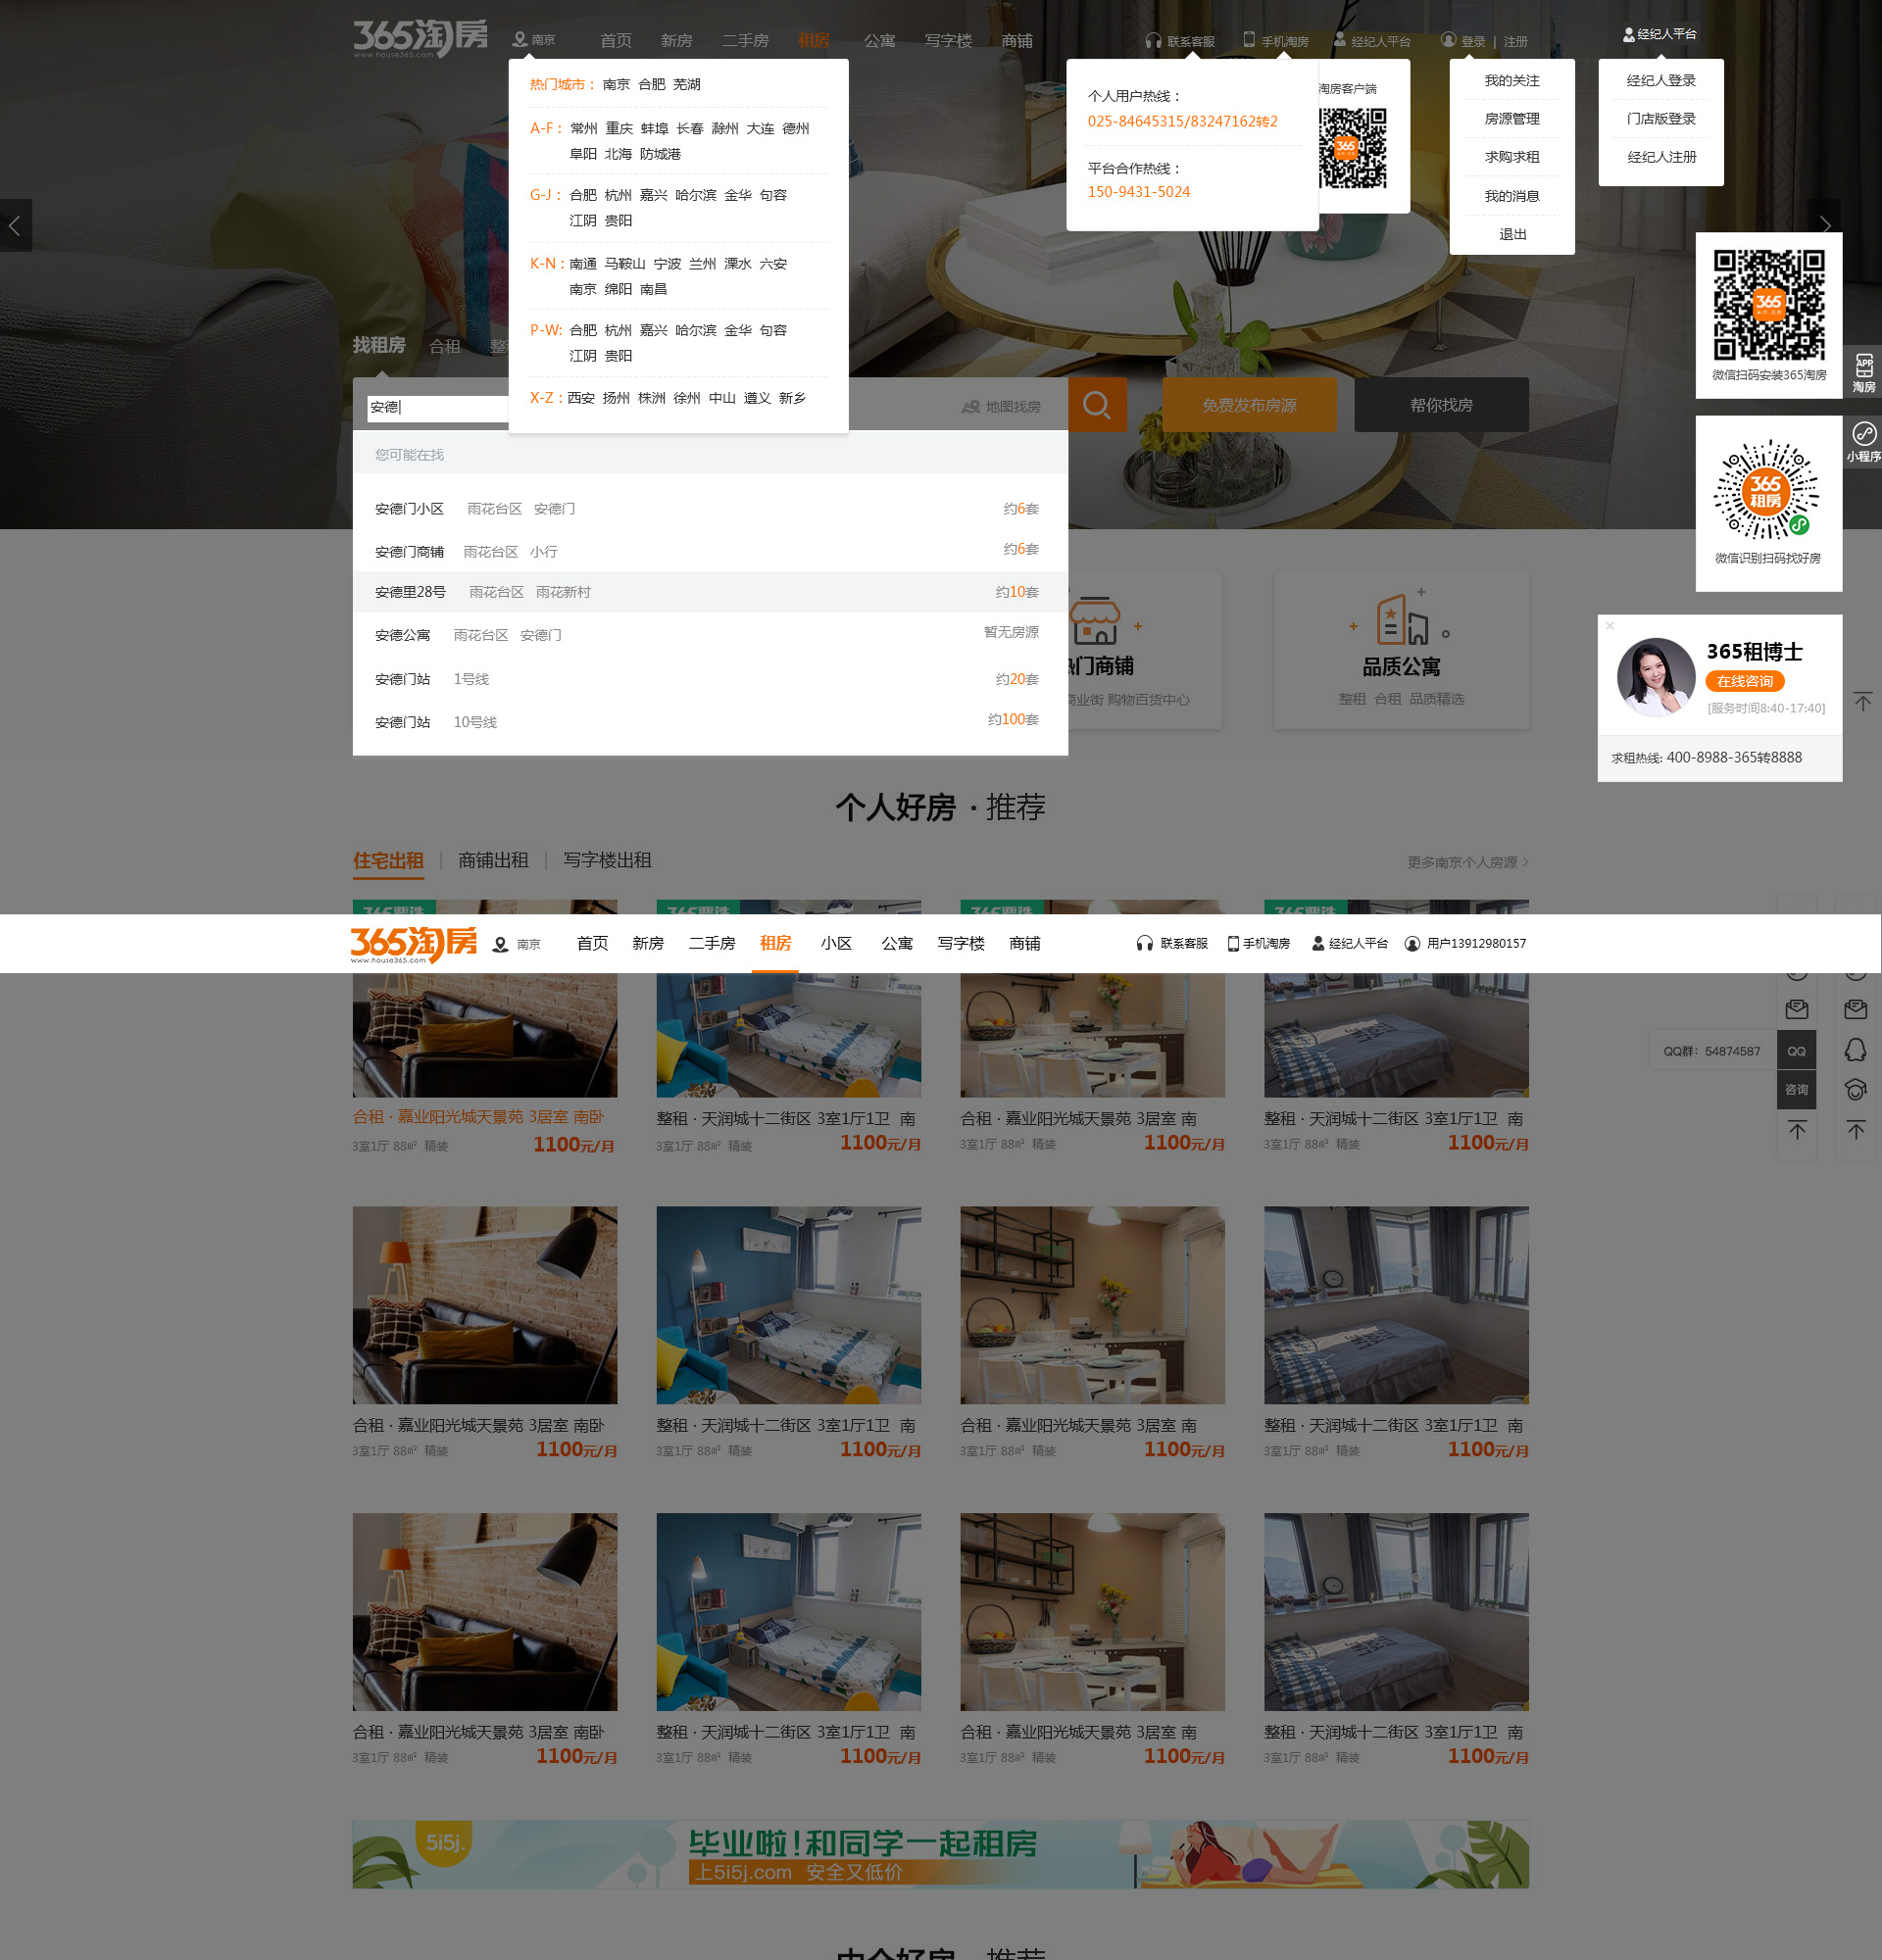 365淘房
www.house365.com
南京
首页 新房 二手房 租房 公寓 写字楼 商铺
联系客服 手机淘房 经纪人平台 登录 | 注册
经纪人平台
热门城市： 南京 合肥 芜湖
A-F： 常州 重庆 蚌埠 长春 滁州 大连 德州
阜阳 北海 防城港
G-J： 合肥 杭州 嘉兴 哈尔滨 金华 句容
江阴 贵阳
K-N： 南通 马鞍山 宁波 兰州 溧水 六安
南京 绵阳 南昌
P-W: 合肥 杭州 嘉兴 哈尔滨 金华 句容
江阴 贵阳
X-Z： 西安 扬州 株洲 徐州 中山 遵义 新乡
个人用户热线：
025-84645315/83247162转2
平台合作热线：
150-9431-5024
淘房客户端
365
我的关注
房源管理
求购求租
我的消息
退出
经纪人登录
门店版登录
经纪人注册
365
微信扫码安装365淘房
APP
淘房
365
租房
微信识别扫码找好房
小程序
找租房 合租
安德
地图找房
免费发布房源
帮你找房
您可能在找
安德门小区 雨花台区 安德门 约6套
安德门商铺 雨花台区 小行 约6套
安德里28号 雨花台区 雨花新村 约10套
安德公寓 雨花台区 安德门 暂无房源
安德门站 1号线 约20套
安德门站 10号线 约100套
热门商铺
商业街 购物百货中心
品质公寓
整租 合租 品质精选
365租博士
在线咨询
[服务时间8:40-17:40]
求租热线: 400-8988-365转8888
个人好房 · 推荐
住宅出租 | 商铺出租 | 写字楼出租
更多南京个人房源 >
365严选 365严选 365严选 365严选
365淘房
www.house365.com
南京
首页 新房 二手房 租房 小区 公寓 写字楼 商铺
联系客服 手机淘房 经纪人平台 用户13912980157
QQ群：54874587
QQ
咨询
合租 · 嘉业阳光城天景苑 3居室 南卧
3室1厅 88㎡ 精装 1100元/月
整租 · 天润城十二街区 3室1厅1卫 南
3室1厅 88㎡ 精装 1100元/月
合租 · 嘉业阳光城天景苑 3居室 南
3室1厅 88㎡ 精装 1100元/月
整租 · 天润城十二街区 3室1厅1卫 南
3室1厅 88㎡ 精装 1100元/月
合租 · 嘉业阳光城天景苑 3居室 南卧
3室1厅 88㎡ 精装 1100元/月
整租 · 天润城十二街区 3室1厅1卫 南
3室1厅 88㎡ 精装 1100元/月
合租 · 嘉业阳光城天景苑 3居室 南
3室1厅 88㎡ 精装 1100元/月
整租 · 天润城十二街区 3室1厅1卫 南
3室1厅 88㎡ 精装 1100元/月
合租 · 嘉业阳光城天景苑 3居室 南卧
3室1厅 88㎡ 精装 1100元/月
整租 · 天润城十二街区 3室1厅1卫 南
3室1厅 88㎡ 精装 1100元/月
合租 · 嘉业阳光城天景苑 3居室 南
3室1厅 88㎡ 精装 1100元/月
整租 · 天润城十二街区 3室1厅1卫 南
3室1厅 88㎡ 精装 1100元/月
5i5j.
毕业啦!和同学一起租房
上5i5j.com 安全又低价
中介好房 · 推荐